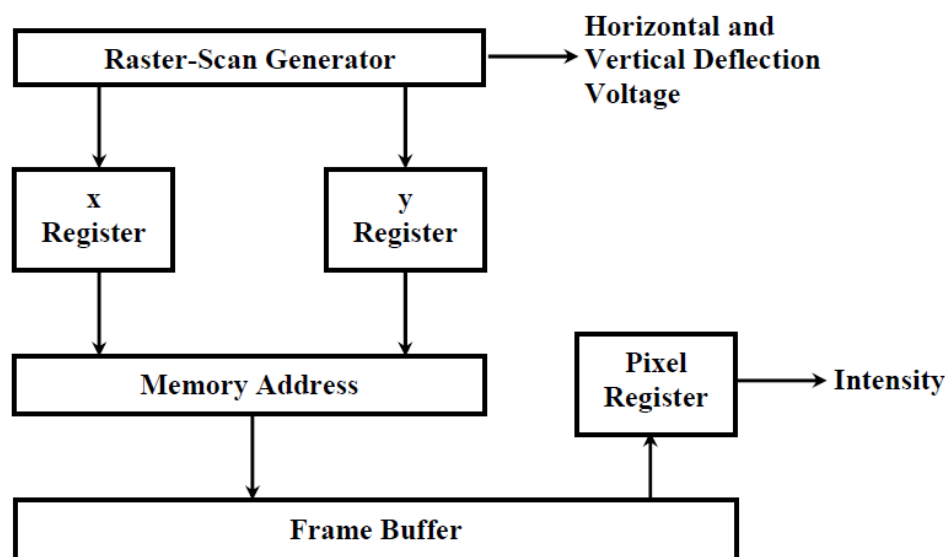 Raster-Scan Generator
Horizontal and
Vertical Deflection
Voltage
x
Register
y
Register
Memory Address
Pixel
Register
Intensity
Frame Buffer